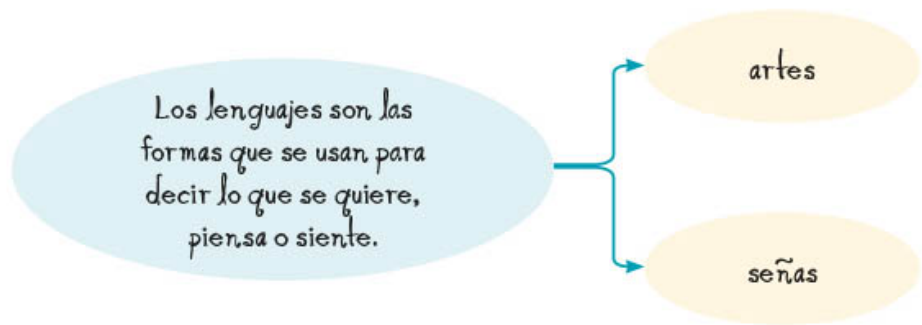 Los lenguajes son las
formas que se usan para
decir lo que se quiere,
piensa o siente.
artes
señas